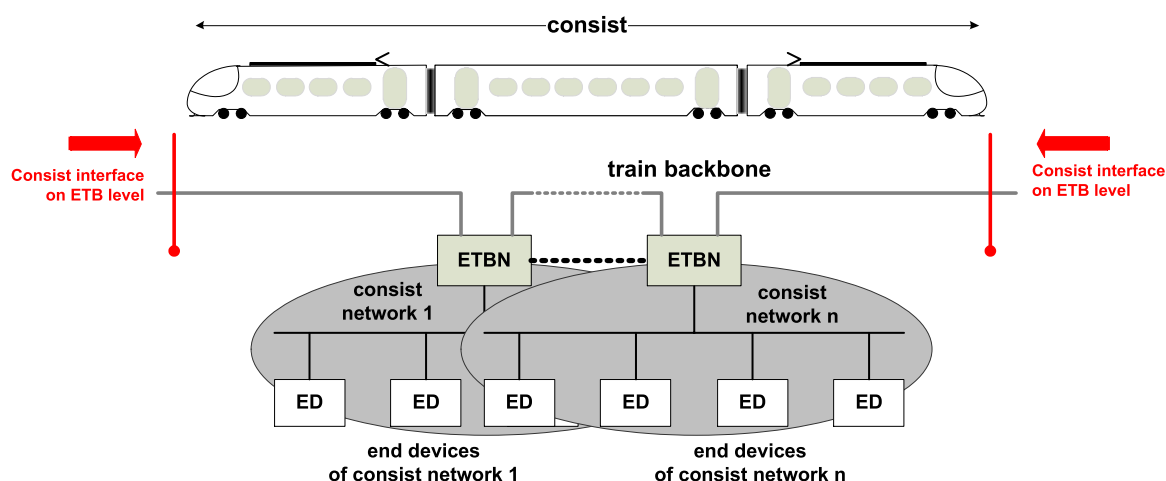 consist
Consist interface
on ETB level
train backbone
Consist interface
on ETB level
ETBN
ETBN
consist
network 1
consist
network n
ED
ED
ED
ED
ED
ED
end devices
of consist network 1
end devices
of consist network n